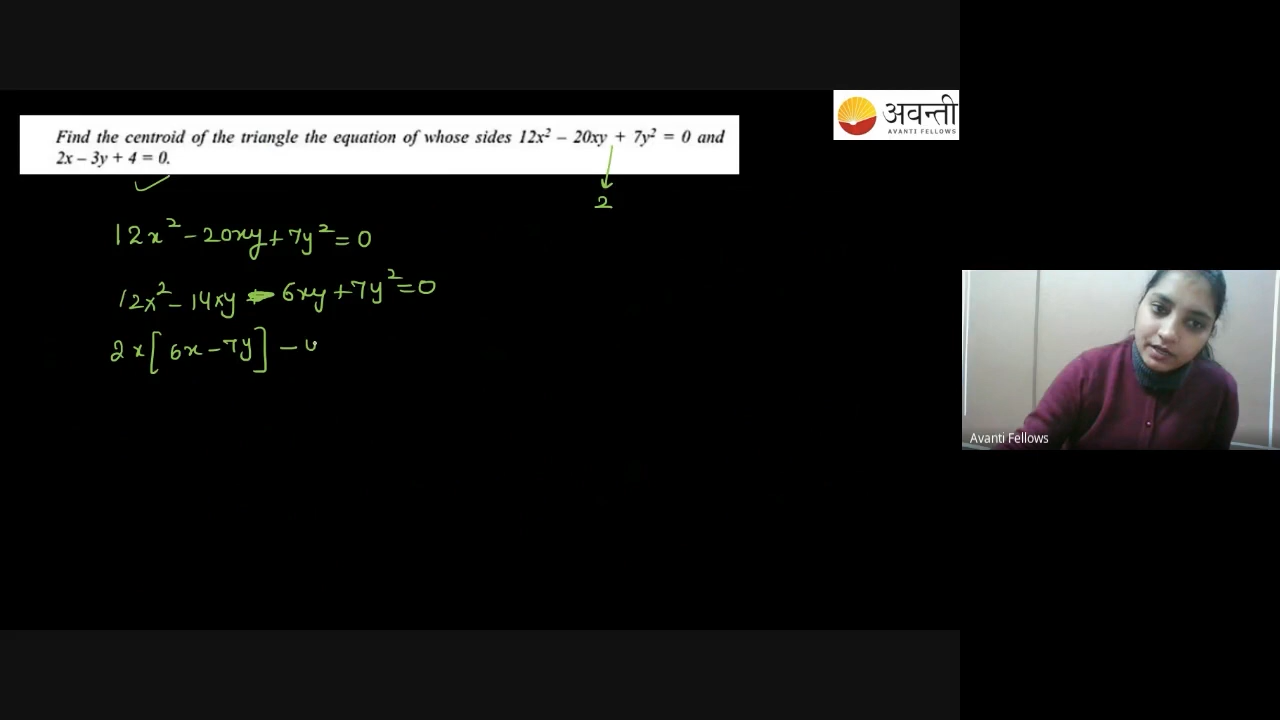 अवन्ती
AVANTI FELLOWS
Find the centroid of the triangle the equation of whose sides 12x² – 20xy + 7y² = 0 and
2x – 3y + 4 = 0.
2
12x² - 20xy + 7y² = 0
12x² - 14xy - 6xy + 7y² = 0
2x[6x - 7y] -
Avanti Fellows